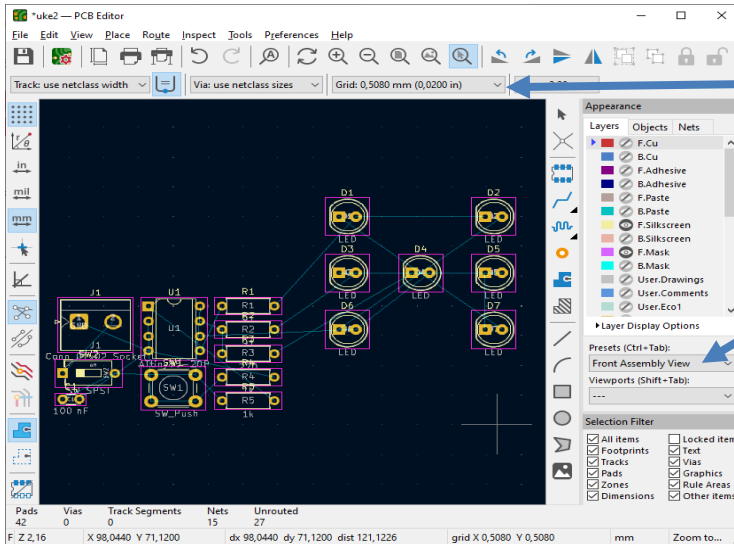 *uke2 — PCB Editor
File Edit View Place Route Inspect Tools Preferences Help
Track: use netclass width Via: use netclass sizes Grid: 0,5080 mm (0,0200 in)
Appearance
Layers Objects Nets
F.Cu
B.Cu
F.Adhesive
B.Adhesive
F.Paste
B.Paste
F.Silkscreen
B.Silkscreen
F.Mask
B.Mask
User.Drawings
User.Comments
User.Eco1
Layer Display Options
Presets (Ctrl+Tab):
Front Assembly View
Viewports (Shift+Tab):
---
Selection Filter
All items Locked item
Footprints Text
Tracks Vias
Pads Graphics
Zones Rule Areas
Dimensions Other items
in
mil
mm
D1 D2
LED LED
D3 D4 D5
LED LED LED
D6 D7
LED LED
J1 U1 R1
R1
U1 R2
J1 R3
R4
SW1 R5
SW_Push 1k
100 nF
Pads Vias Track Segments Nets Unrouted
42 0 0 15 27
F Z 2,16 X 98,0440 Y 71,1200 dx 98,0440 dy 71,1200 dist 121,1226 grid X 0,5080 Y 0,5080 mm Zoom to...